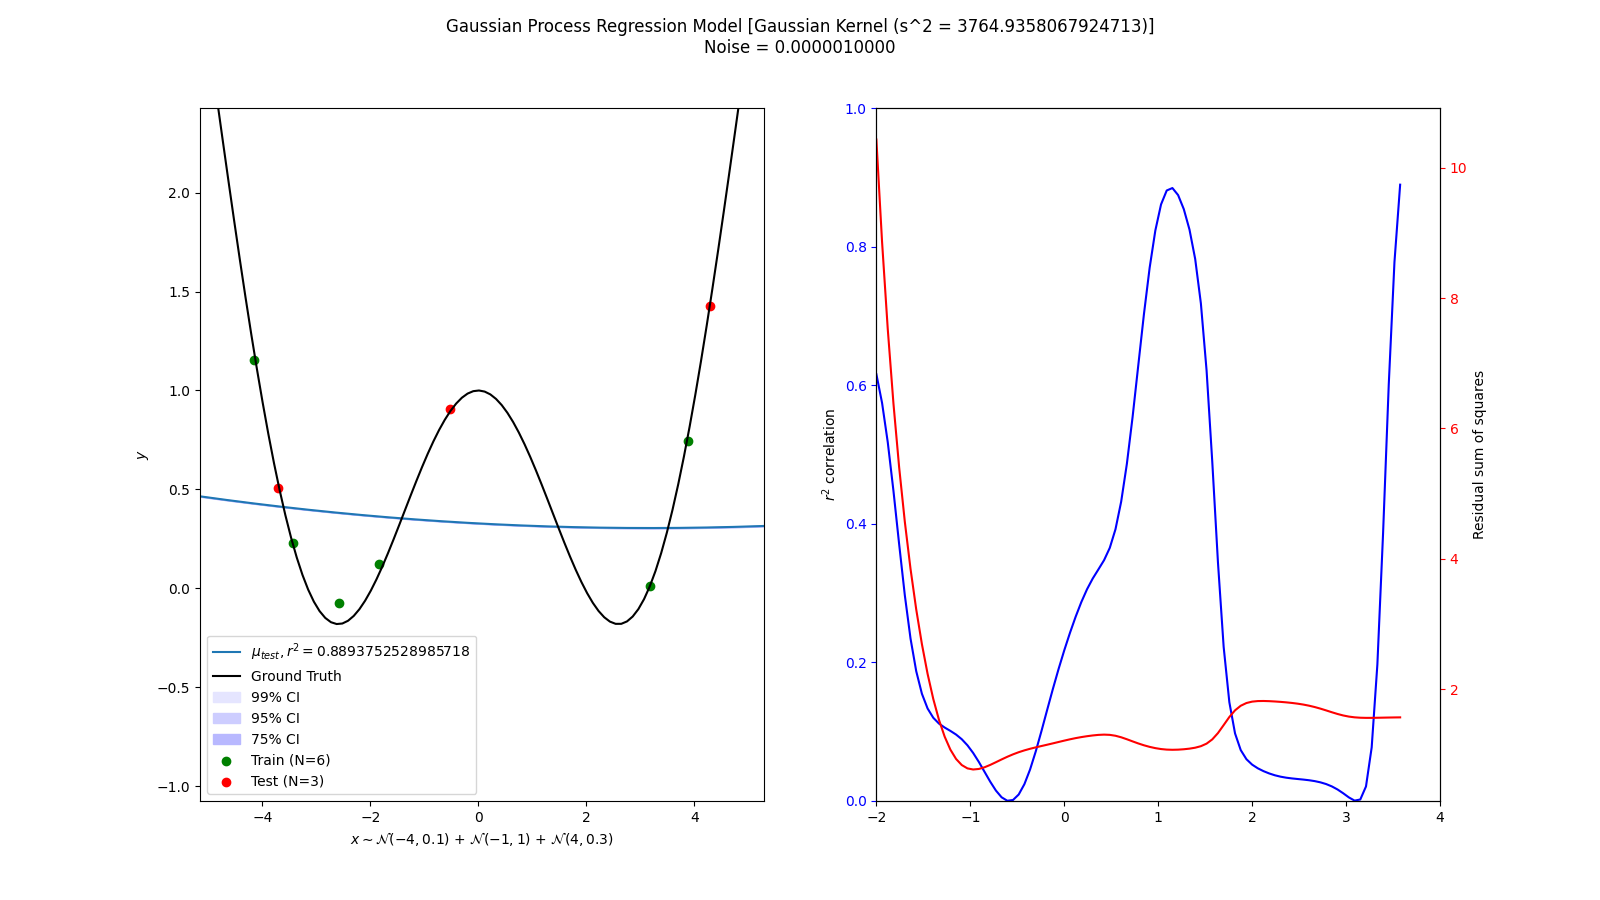 Gaussian Process Regression Model [Gaussian Kernel (s^2 = 3764.9358067924713)]
Noise = 0.0000010000
2.0
1.5
1.0
0.5
0.0
−0.5
−1.0
y
−4
−2
0
2
4
x ~ 𝒩(−4, 0.1) + 𝒩(−1, 1) + 𝒩(4, 0.3)
μ_test, r² = 0.8893752528985718
Ground Truth
99% CI
95% CI
75% CI
Train (N=6)
Test (N=3)
1.0
0.8
0.6
0.4
0.2
0.0
r² correlation
−2
−1
0
1
2
3
4
10
8
6
4
2
Residual sum of squares